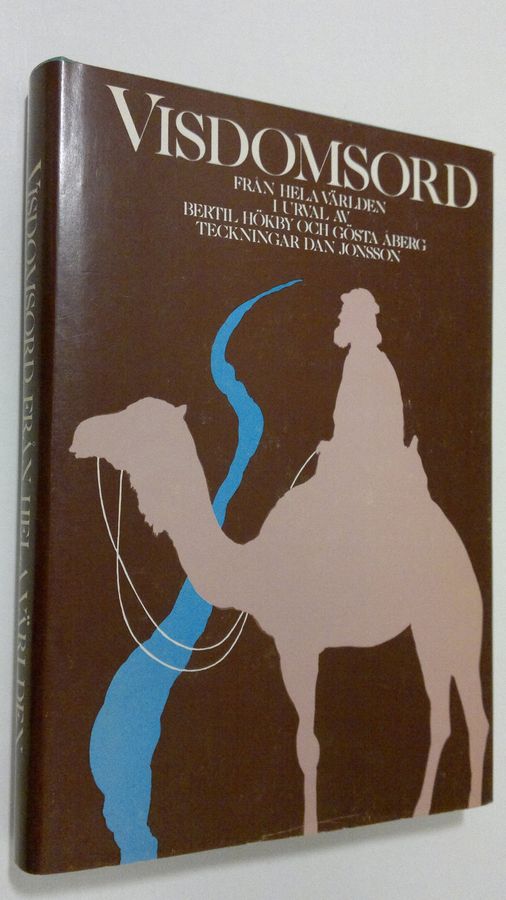 VISDOMSORD
FRÅN HELA VÄRLDEN
I URVAL AV
BERTIL HÖKBY OCH GÖSTA ÅBERG
TECKNINGAR DAN JONSSON
VISDOMSORD FRÅN HELA VÄRLDEN